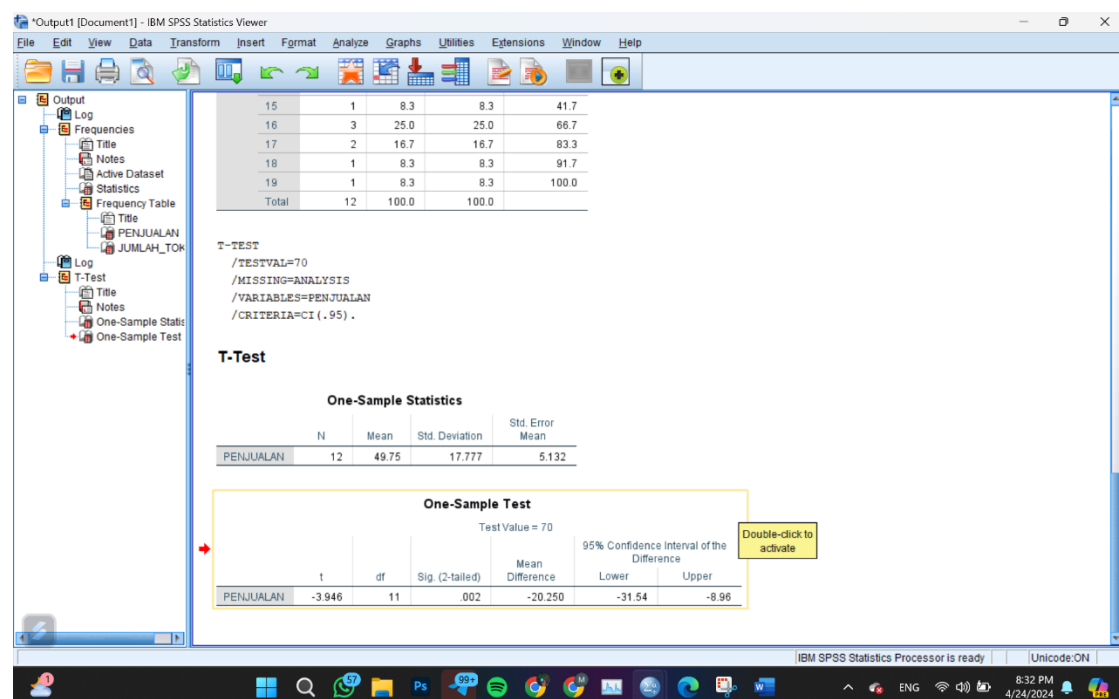 *Output1 [Document1] - IBM SPSS Statistics Viewer
File Edit View Data Transform Insert Format Analyze Graphs Utilities Extensions Window Help
Output
Log
Frequencies
Title
Notes
Active Dataset
Statistics
Frequency Table
Title
PENJUALAN
JUMLAH_TOK
Log
T-Test
Title
Notes
One-Sample Statis
One-Sample Test
15 1 8.3 8.3 41.7
16 3 25.0 25.0 66.7
17 2 16.7 16.7 83.3
18 1 8.3 8.3 91.7
19 1 8.3 8.3 100.0
Total 12 100.0 100.0
T-TEST
/TESTVAL=70
/MISSING=ANALYSIS
/VARIABLES=PENJUALAN
/CRITERIA=CI(.95).
T-Test
One-Sample Statistics
N Mean Std. Deviation Std. Error Mean
PENJUALAN 12 49.75 17.777 5.132
One-Sample Test
Test Value = 70
95% Confidence Interval of the Difference
t df Sig. (2-tailed) Mean Difference Lower Upper
PENJUALAN -3.946 11 .002 -20.250 -31.54 -8.96
Double-click to activate
IBM SPSS Statistics Processor is ready Unicode:ON
1 57 Ps 99+ ENG 8:32 PM
4/24/2024